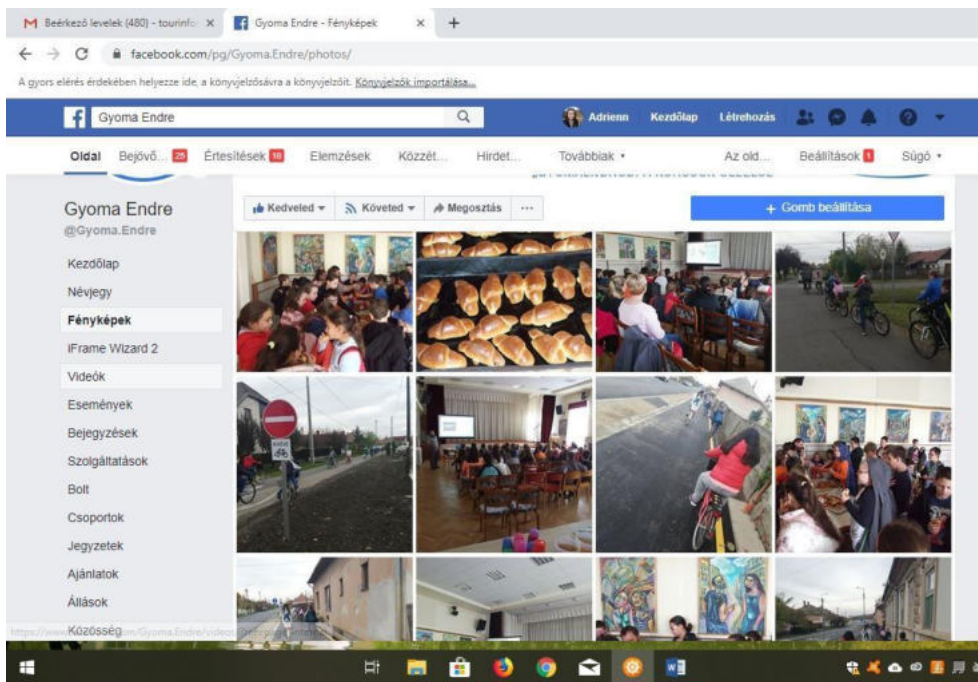 Beérkező levelek (480) - tourinfo
Gyoma Endre - Fényképek
facebook.com/pg/Gyoma.Endre/photos/
A gyors elérés érdekében helyezze ide, a könyvjelzősávra a könyvjelzőit. Könyvjelzők importálása...
Gyoma Endre
Adrienn Kezdőlap Létrehozás
Oldal Bejövő... 25 Értesítések 18 Elemzések Közzét... Hirdet... Továbbiak Az old... Beállítások 1 Súgó
Gyoma Endre
@Gyoma.Endre
Kedveled Követed Megosztás ...
+ Gomb beállítása
Kezdőlap
Névjegy
Fényképek
iFrame Wizard 2
Videók
Események
Bejegyzések
Szolgáltatások
Bolt
Csoportok
Jegyzetek
Ajánlatok
Állások
Közösség